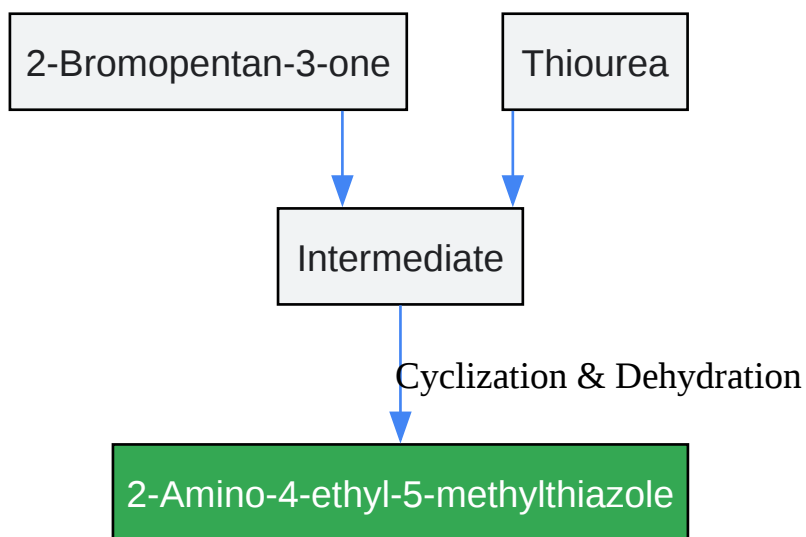 2-Bromopentan-3-one
Thiourea
Intermediate
Cyclization & Dehydration
2-Amino-4-ethyl-5-methylthiazole